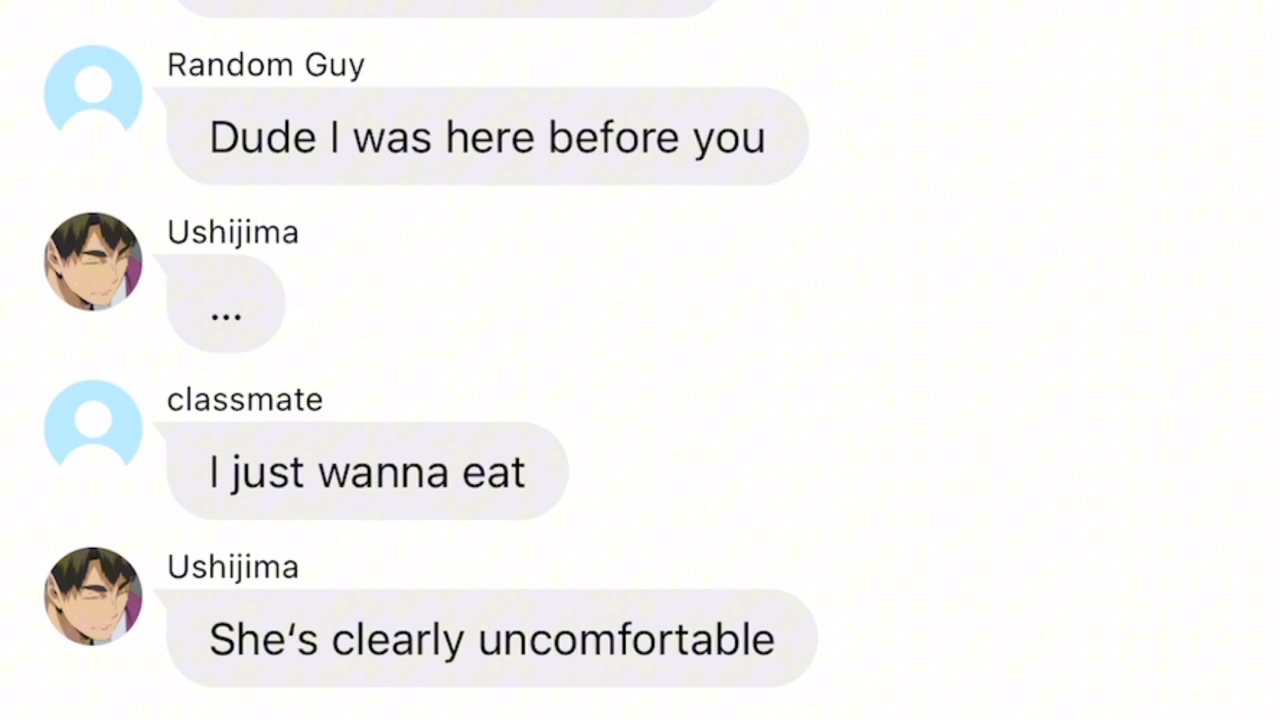 Random Guy
Dude I was here before you
Ushijima
...
classmate
I just wanna eat
Ushijima
She‘s clearly uncomfortable